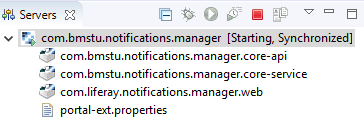 Servers
com.bmstu.notifications.manager [Starting, Synchronized]
com.bmstu.notifications.manager.core-api
com.bmstu.notifications.manager.core-service
com.liferay.notifications.manager.web
portal-ext.properties